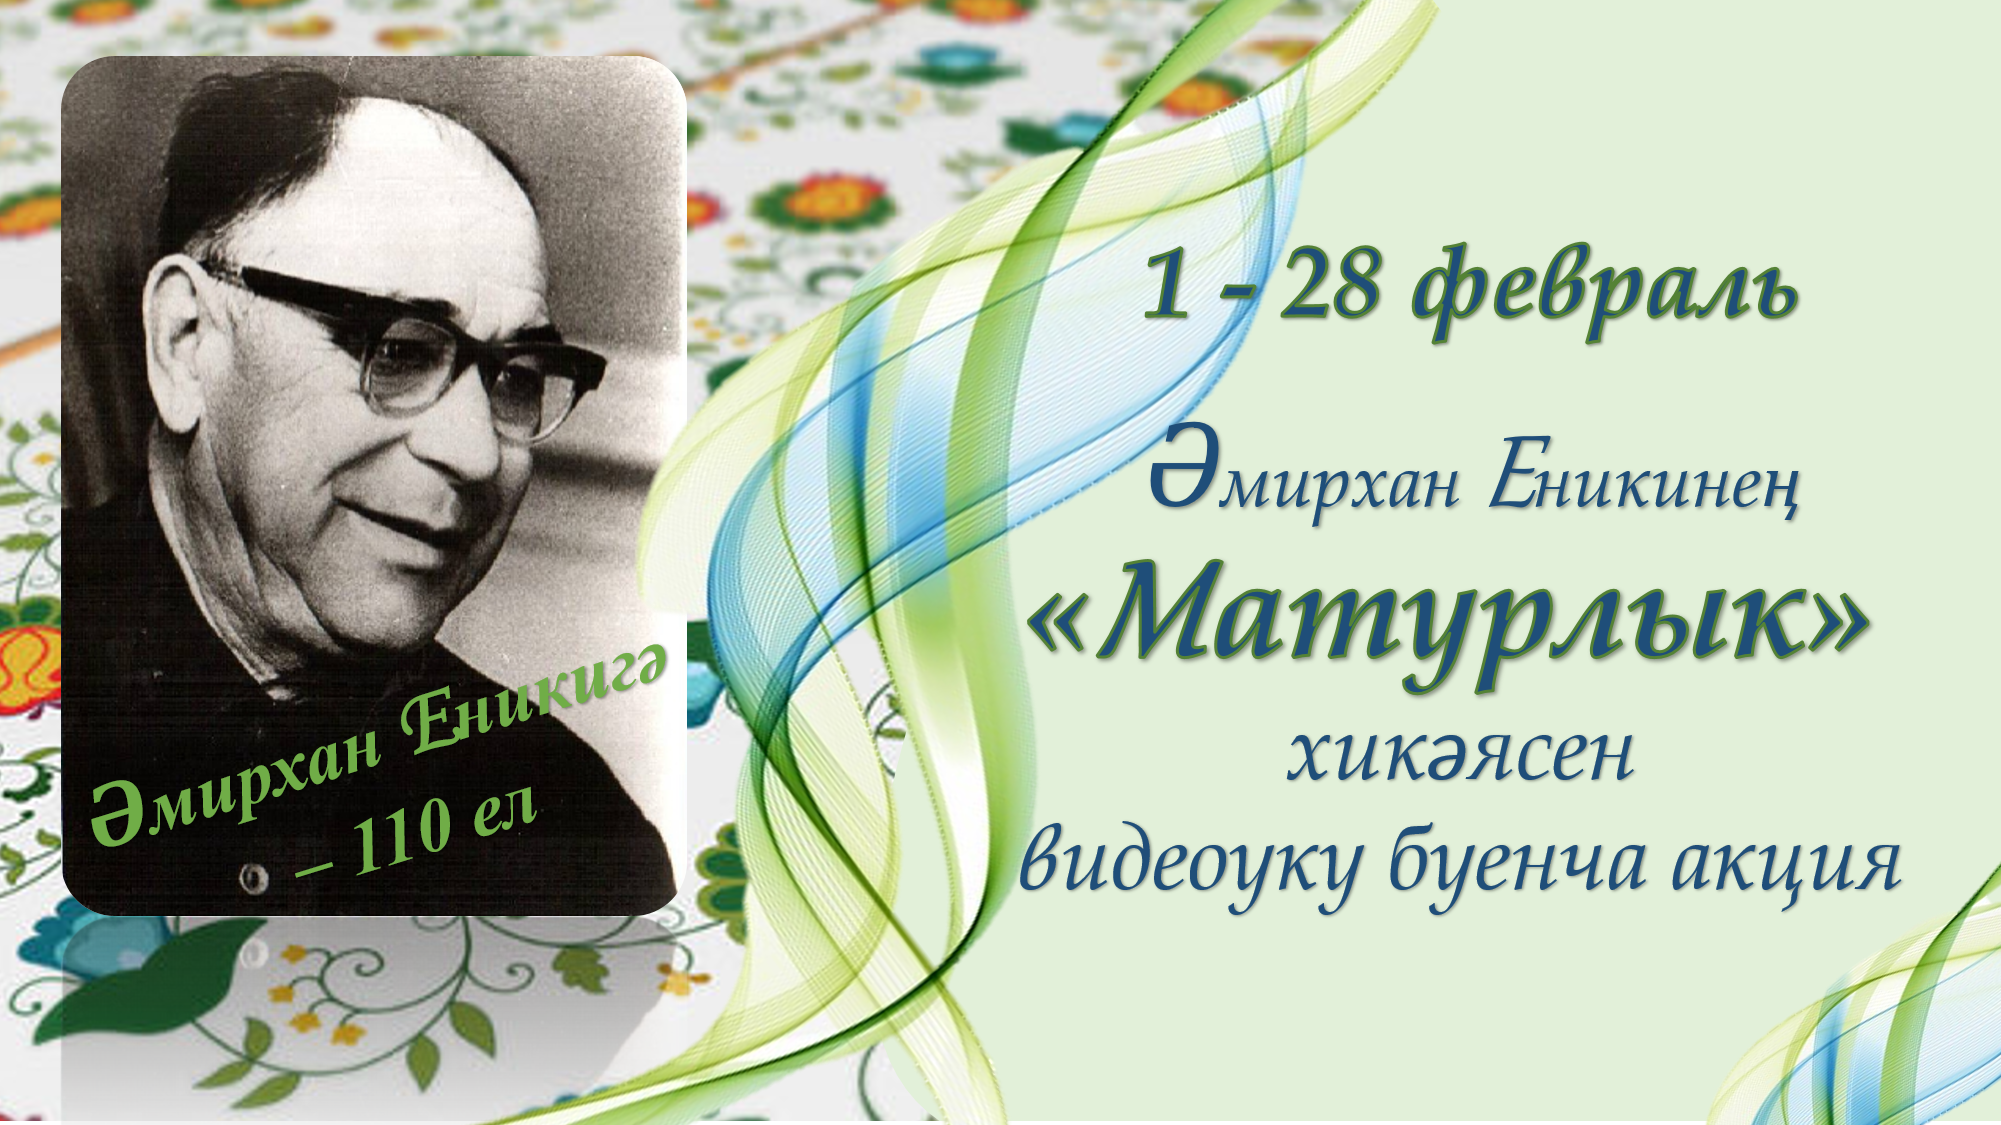 Әмирхан Еникигә
– 110 ел
1 - 28 февраль
Әмирхан Еникинең
«Матурлык»
хикәясен
видеоуку буенча акция